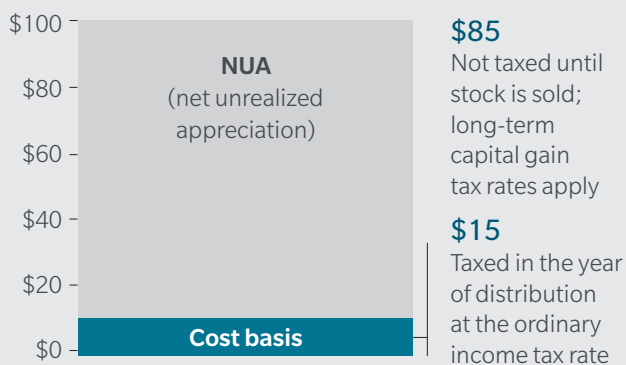 $100
$80
$60
$40
$20
$0
NUA
(net unrealized
appreciation)
Cost basis
$85
Not taxed until
stock is sold;
long-term
capital gain
tax rates apply
$15
Taxed in the year
of distribution
at the ordinary
income tax rate